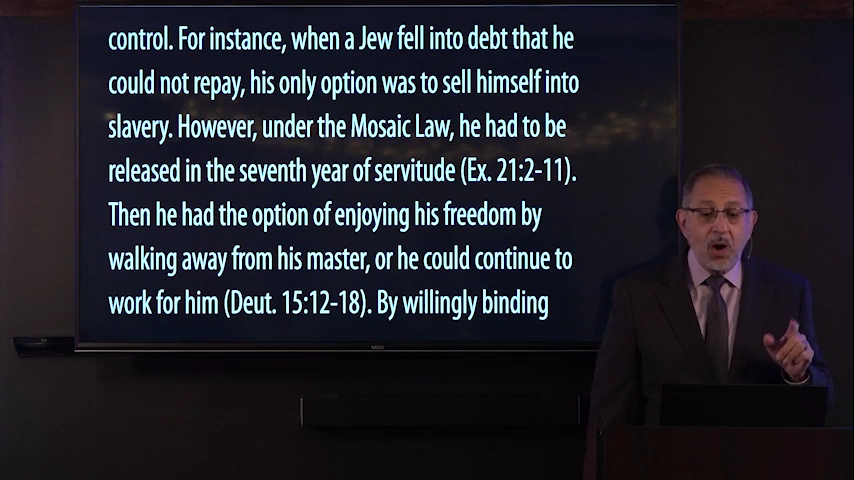 control. For instance, when a Jew fell into debt that he
could not repay, his only option was to sell himself into
slavery. However, under the Mosaic Law, he had to be
released in the seventh year of servitude (Ex. 21:2-11).
Then he had the option of enjoying his freedom by
walking away from his master, or he could continue to
work for him (Deut. 15:12-18). By willingly binding